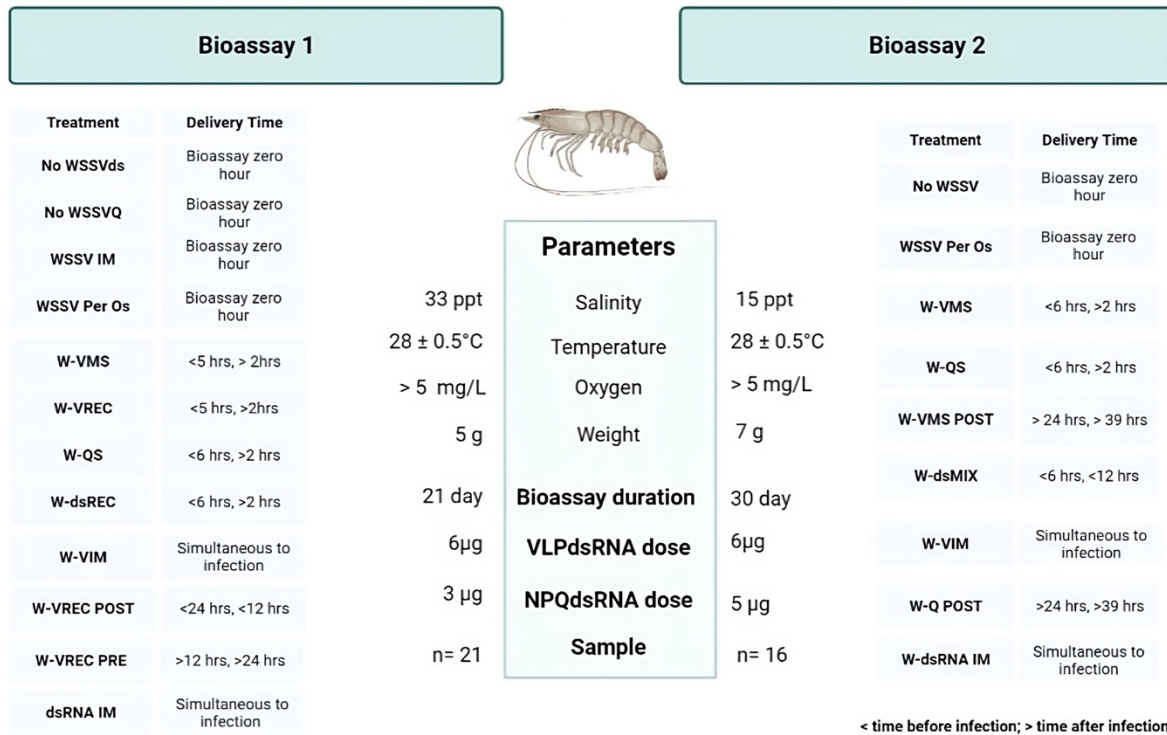 Bioassay 1
Treatment Delivery Time
No WSSVds Bioassay zero
hour
No WSSVQ Bioassay zero
hour
WSSV IM Bioassay zero
hour
WSSV Per Os Bioassay zero
hour
W-VMS <5 hrs, > 2hrs
W-VREC <5 hrs, >2hrs
W-QS <6 hrs, >2 hrs
W-dsREC <6 hrs, >2 hrs
W-VIM Simultaneous to
infection
W-VREC POST <24 hrs, <12 hrs
W-VREC PRE >12 hrs, >24 hrs
dsRNA IM Simultaneous to
infection
Parameters
33 ppt Salinity 15 ppt
28 ± 0.5°C Temperature 28 ± 0.5°C
> 5 mg/L Oxygen > 5 mg/L
5 g Weight 7 g
21 day Bioassay duration 30 day
6µg VLPdsRNA dose 6µg
3 µg NPQdsRNA dose 5 µg
Sample
n= 21 n= 16
Bioassay 2
Treatment Delivery Time
No WSSV Bioassay zero
hour
WSSV Per Os Bioassay zero
hour
W-VMS <6 hrs, >2 hrs
W-QS <6 hrs, >2 hrs
W-VMS POST > 24 hrs, > 39 hrs
W-dsMIX <6 hrs, <12 hrs
W-VIM Simultaneous to
infection
W-Q POST >24 hrs, >39 hrs
W-dsRNA IM Simultaneous to
infection
< time before infection; > time after infection